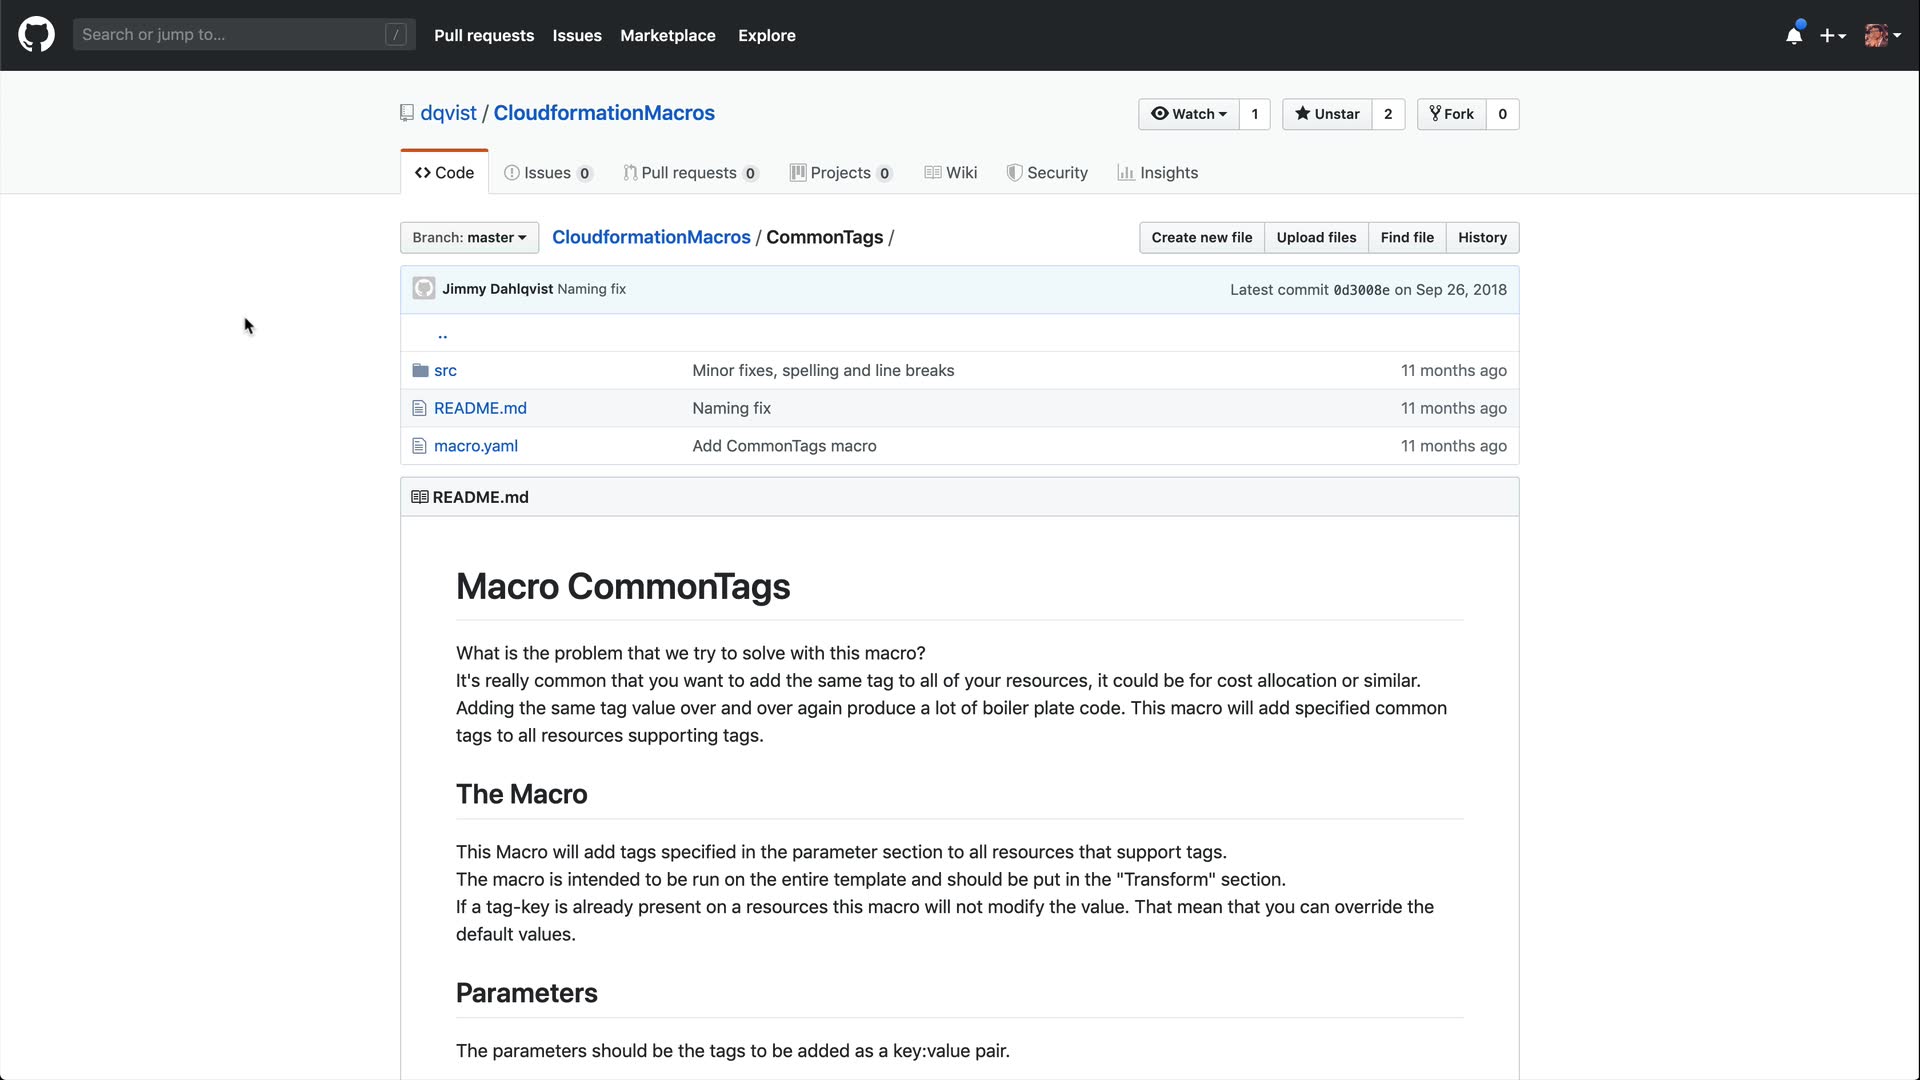 Search or jump to... /
Pull requests Issues Marketplace Explore
dqvist / CloudformationMacros
Watch 1 Unstar 2 Fork 0
Code Issues 0 Pull requests 0 Projects 0 Wiki Security Insights
Branch: master CloudformationMacros / CommonTags /
Create new file Upload files Find file History
Jimmy Dahlqvist Naming fix Latest commit 0d3008e on Sep 26, 2018
..
src Minor fixes, spelling and line breaks 11 months ago
README.md Naming fix 11 months ago
macro.yaml Add CommonTags macro 11 months ago
README.md
Macro CommonTags
What is the problem that we try to solve with this macro?
It's really common that you want to add the same tag to all of your resources, it could be for cost allocation or similar.
Adding the same tag value over and over again produce a lot of boiler plate code. This macro will add specified common
tags to all resources supporting tags.
The Macro
This Macro will add tags specified in the parameter section to all resources that support tags.
The macro is intended to be run on the entire template and should be put in the "Transform" section.
If a tag-key is already present on a resources this macro will not modify the value. That mean that you can override the
default values.
Parameters
The parameters should be the tags to be added as a key:value pair.